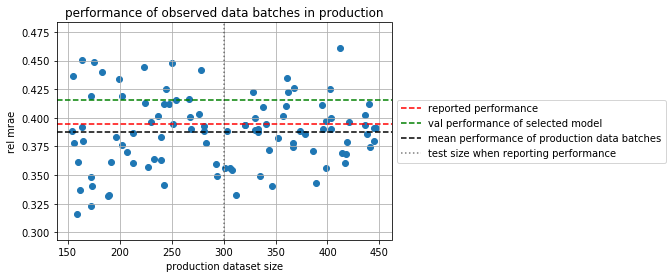 performance of observed data batches in production
rel mrae
0.475
0.450
0.425
0.400
0.375
0.350
0.325
0.300
150 200 250 300 350 400 450
production dataset size
reported performance
val performance of selected model
mean performance of production data batches
test size when reporting performance